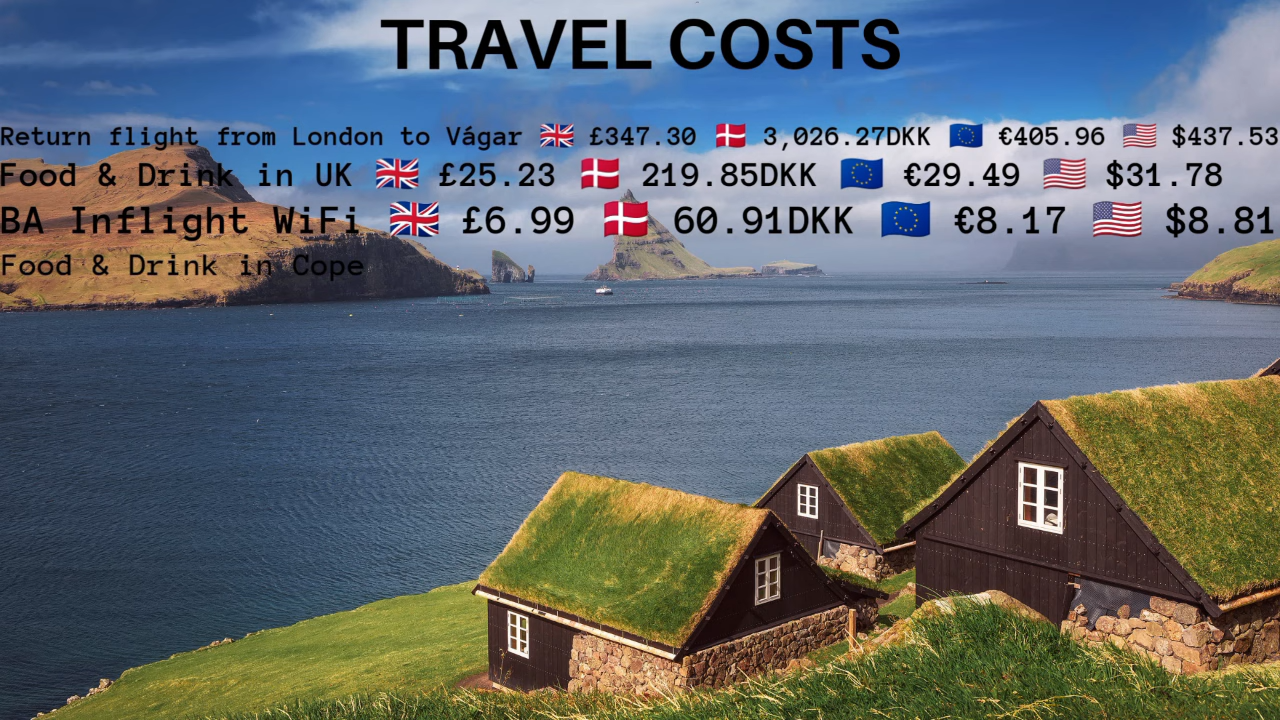 TRAVEL COSTS
Return flight from London to Vágar 🇬🇧 £347.30 🇩🇰 3,026.27DKK 🇪🇺 €405.96 🇺🇸 $437.53
Food & Drink in UK 🇬🇧 £25.23 🇩🇰 219.85DKK 🇪🇺 €29.49 🇺🇸 $31.78
BA Inflight WiFi 🇬🇧 £6.99 🇩🇰 60.91DKK 🇪🇺 €8.17 🇺🇸 $8.81
Food & Drink in Cope